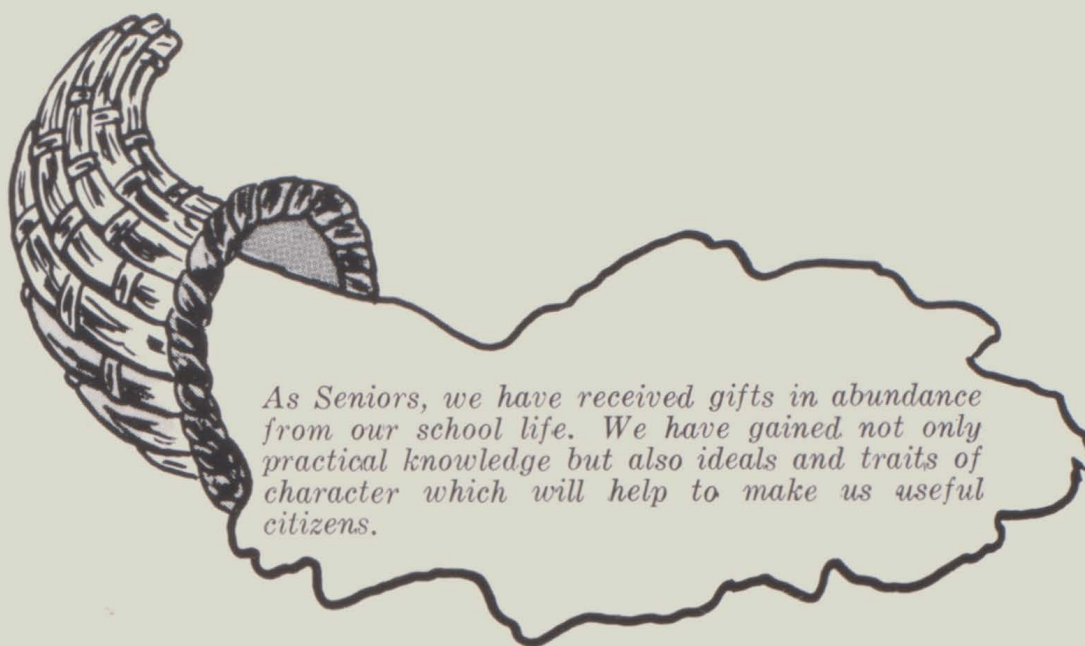 As Seniors, we have received gifts in abundance
from our school life. We have gained not only
practical knowledge but also ideals and traits of
character which will help to make us useful
citizens.